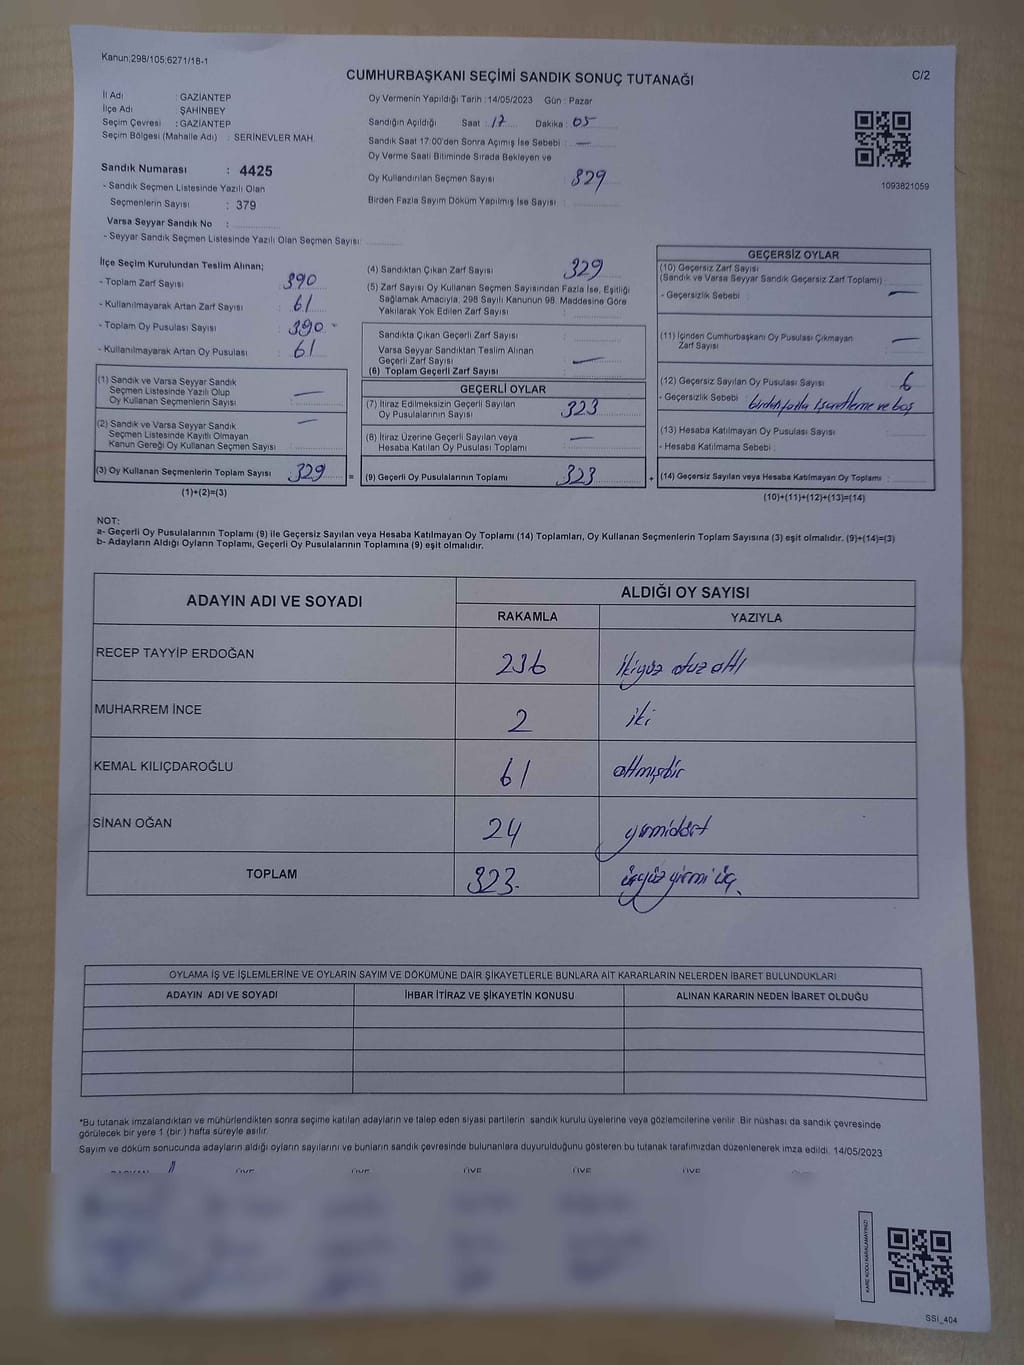 Kanun:298/105;6271/18-1
CUMHURBAŞKANI SEÇİMİ SANDIK SONUÇ TUTANAĞI
C/2
İl Adı : GAZİANTEP
İlçe Adı : ŞAHİNBEY
Seçim Çevresi : GAZİANTEP
Seçim Bölgesi (Mahalle Adı) : SERİNEVLER MAH
Sandık Numarası : 4425
- Sandık Seçmen Listesinde Yazılı Olan
Seçmenlerin Sayısı : 379
Varsa Seyyar Sandık No :
- Seyyar Sandık Seçmen Listesinde Yazılı Olan Seçmen Sayısı:
Oy Vermenin Yapıldığı Tarih :14/05/2023 Gün : Pazar
Sandığın Açıldığı Saat : 17 Dakika : 05
Sandık Saat 17:00'den Sonra Açımış İse Sebebi : —
Oy Verme Saati Bitiminde Sırada Bekleyen ve
Oy Kullandırılan Seçmen Sayısı : 329
Birden Fazla Sayım Döküm Yapılmış İse Sayısı :
1093821059
İlçe Seçim Kurulundan Teslim Alınan;
- Toplam Zarf Sayısı : 390
- Kullanılmayarak Artan Zarf Sayısı : 61
- Toplam Oy Pusulası Sayısı : 390
- Kullanılmayarak Artan Oy Pusulası : 61
(1) Sandık ve Varsa Seyyar Sandık
Seçmen Listesinde Yazılı Olup
Oy Kullanan Seçmenlerin Sayısı : —
(2) Sandık ve Varsa Seyyar Sandık
Seçmen Listesinde Kayıtlı Olmayan
Kanun Gereği Oy Kullanan Seçmen Sayısı : —
(3) Oy Kullanan Seçmenlerin Toplam Sayısı : 329
(1)+(2)=(3)
(4) Sandıktan Çıkan Zarf Sayısı : 329
(5) Zarf Sayısı Oy Kullanan Seçmen Sayısından Fazla İse, Eşitliği
Sağlamak Amacıyla, 298 Sayılı Kanunun 98. Maddesine Göre
Yakılarak Yok Edilen Zarf Sayısı :
Sandıkta Çıkan Geçerli Zarf Sayısı :
Varsa Seyyar Sandıktan Teslim Alınan
Geçerli Zarf Sayısı : —
(6) Toplam Geçerli Zarf Sayısı :
GEÇERLİ OYLAR
(7) İtiraz Edilmeksizin Geçerli Sayılan
Oy Pusulalarının Sayısı : 323
(8) İtiraz Üzerine Geçerli Sayılan veya
Hesaba Katılan Oy Pusulası Toplamı : —
= (9) Geçerli Oy Pusulalarının Toplamı : 323
GEÇERSİZ OYLAR
(10) Geçersiz Zarf Sayısı
(Sandık ve Varsa Seyyar Sandık Geçersiz Zarf Toplamı) :
- Geçersizlik Sebebi : —
(11) İçinden Cumhurbaşkanı Oy Pusulası Çıkmayan
Zarf Sayısı : —
(12) Geçersiz Sayılan Oy Pusulası Sayısı : 6
- Geçersizlik Sebebi : birden fazla işaretleme ve boş
(13) Hesaba Katılmayan Oy Pusulası Sayısı :
- Hesaba Katılmama Sebebi :
+ (14) Geçersiz Sayılan veya Hesaba Katılmayan Oy Toplamı :
(10)+(11)+(12)+(13)=(14)
NOT:
a- Geçerli Oy Pusulalarının Toplamı (9) ile Geçersiz Sayılan veya Hesaba Katılmayan Oy Toplamı (14) Toplamları, Oy Kullanan Seçmenlerin Toplam Sayısına (3) eşit olmalıdır. (9)+(14)=(3)
b- Adayların Aldığı Oyların Toplamı, Geçerli Oy Pusulalarının Toplamına (9) eşit olmalıdır.
ADAYIN ADI VE SOYADI
ALDIĞI OY SAYISI
RAKAMLA YAZIYLA
RECEP TAYYİP ERDOĞAN 236 ikiyüz otuz altı
MUHARREM İNCE 2 iki
KEMAL KILIÇDAROĞLU 61 altmışbir
SİNAN OĞAN 24 yirmidört
TOPLAM 323 üçyüz yirmi üç
OYLAMA İŞ VE İŞLEMLERİNE VE OYLARIN SAYIM VE DÖKÜMÜNE DAİR ŞİKAYETLERLE BUNLARA AİT KARARLARIN NELERDEN İBARET BULUNDUKLARI
ADAYIN ADI VE SOYADI İHBAR İTİRAZ VE ŞİKAYETİN KONUSU ALINAN KARARIN NEDEN İBARET OLDUĞU
*Bu tutanak imzalandıktan ve mühürlendikten sonra seçime katılan adayların ve talep eden siyasi partilerin sandık kurulu üyelerine veya gözlemcilerine verilir. Bir nüshası da sandık çevresinde
görülecek bir yere 1 (bir) hafta süreyle asılır.
Sayım ve döküm sonucunda adayların aldığı oyların sayılarını ve bunların sandık çevresinde bulunanlara duyurulduğunu gösteren bu tutanak tarafımızdan düzenlenerek imza edildi. 14/05/2023
BAŞKAN ÜYE ÜYE ÜYE ÜYE ÜYE
KARE KODU KARALAMAYINIZ!
SSI_404